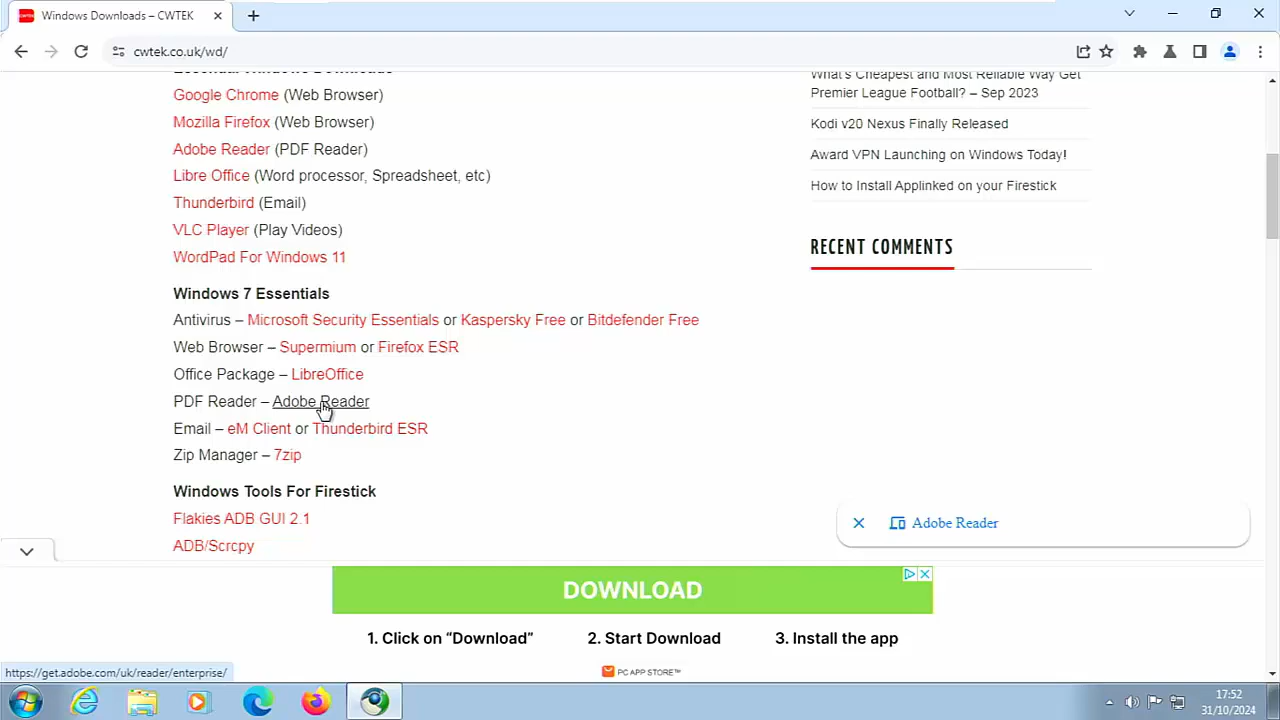 Windows Downloads – CWTEK
cwtek.co.uk/wd/
Essential Windows Downloads
Google Chrome (Web Browser)
Mozilla Firefox (Web Browser)
Adobe Reader (PDF Reader)
Libre Office (Word processor, Spreadsheet, etc)
Thunderbird (Email)
VLC Player (Play Videos)
WordPad For Windows 11
Windows 7 Essentials
Antivirus – Microsoft Security Essentials or Kaspersky Free or Bitdefender Free
Web Browser – Supermium or Firefox ESR
Office Package – LibreOffice
PDF Reader – Adobe Reader
Email – eM Client or Thunderbird ESR
Zip Manager – 7zip
Windows Tools For Firestick
Flakies ADB GUI 2.1
ADB/Scrcpy
What's Cheapest and Most Reliable Way Get
Premier League Football? – Sep 2023
Kodi v20 Nexus Finally Released
Award VPN Launching on Windows Today!
How to Install Applinked on your Firestick
RECENT COMMENTS
Adobe Reader
DOWNLOAD
1. Click on “Download”
2. Start Download
3. Install the app
PC APP STORE™
https://get.adobe.com/uk/reader/enterprise/
17:52
31/10/2024